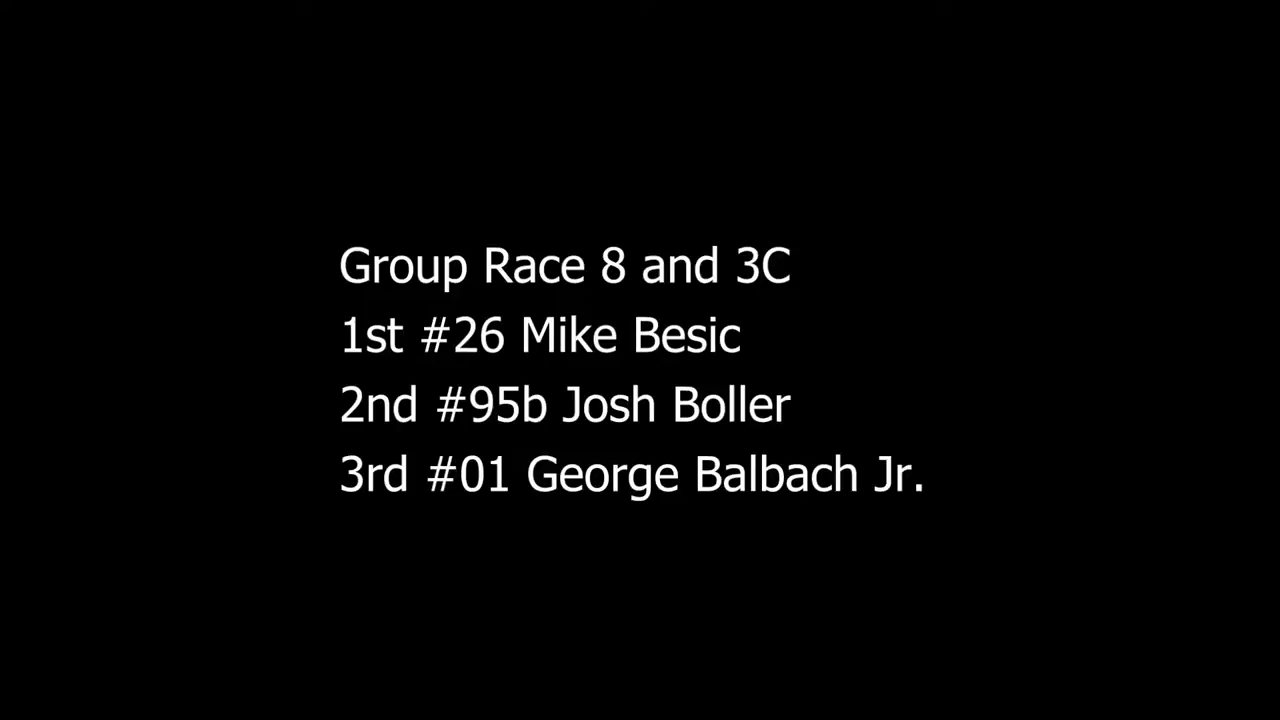 Group Race 8 and 3C
1st #26 Mike Besic
2nd #95b Josh Boller
3rd #01 George Balbach Jr.